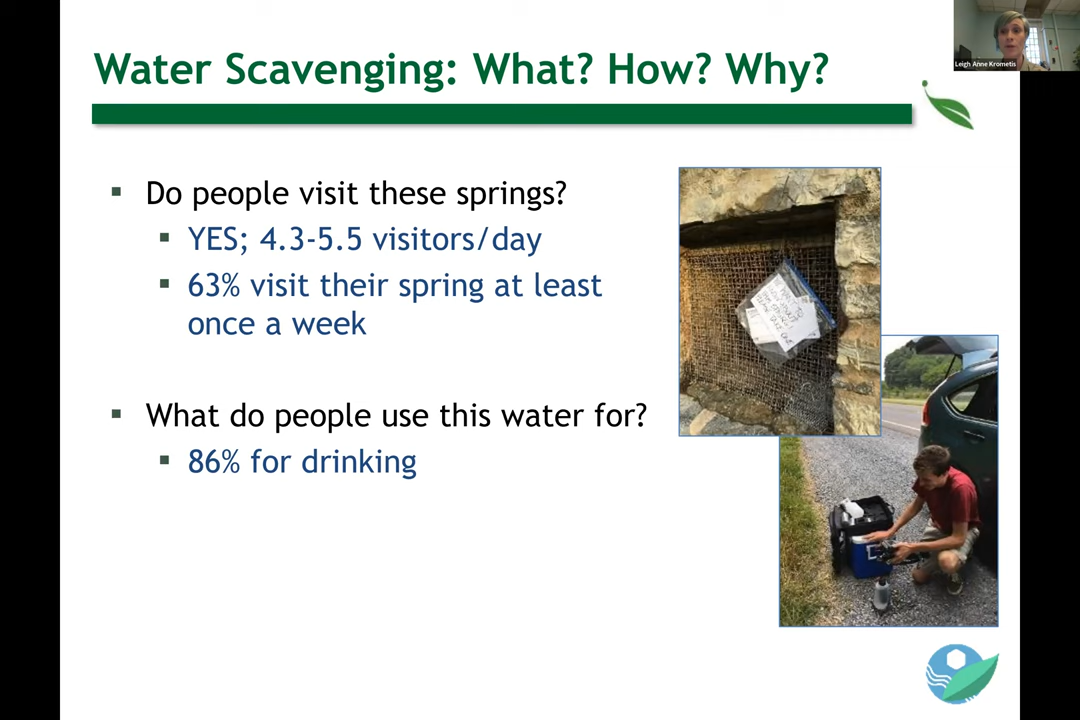 Leigh Anne Krometis
Water Scavenging: What? How? Why?
Do people visit these springs?
YES; 4.3-5.5 visitors/day
63% visit their spring at least
once a week
What do people use this water for?
86% for drinking